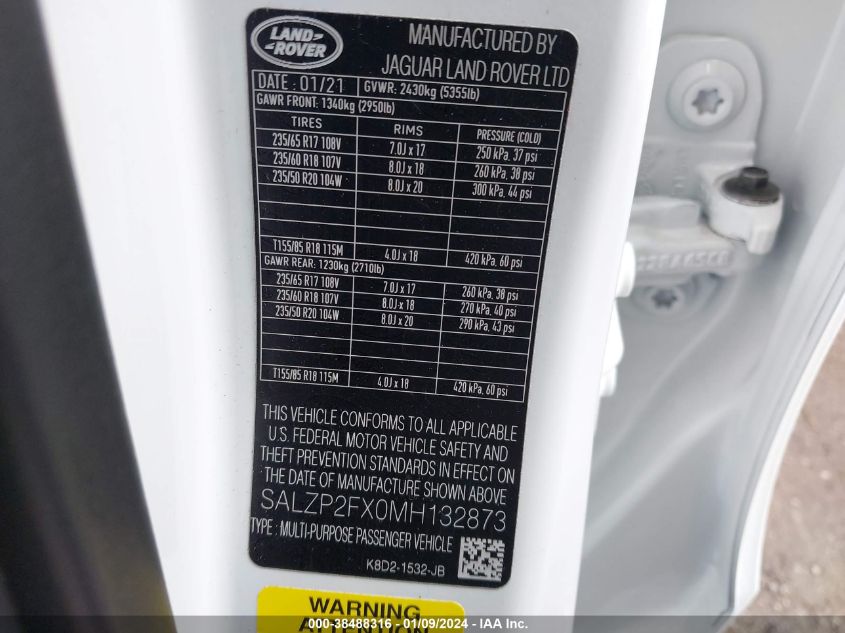 LAND
ROVER
MANUFACTURED BY
JAGUAR LAND ROVER LTD
DATE : 01/21 GVWR: 2430kg (5355lb)
GAWR FRONT: 1340kg (2950lb)
TIRES RIMS PRESSURE (COLD)
235/65 R17 108V 7.0J x 17 250 kPa, 37 psi
235/60 R18 107V 8.0J x 18 260 kPa, 38 psi
235/50 R20 104W 8.0J x 20 300 kPa, 44 psi
T155/85 R18 115M 4.0J x 18 420 kPa, 60 psi
GAWR REAR: 1230kg (2710lb)
235/65 R17 108V 7.0J x 17 260 kPa, 38 psi
235/60 R18 107V 8.0J x 18 270 kPa, 40 psi
235/50 R20 104W 8.0J x 20 290 kPa, 43 psi
T155/85 R18 115M 4.0J x 18 420 kPa, 60 psi
THIS VEHICLE CONFORMS TO ALL APPLICABLE
U.S. FEDERAL MOTOR VEHICLE SAFETY AND
THEFT PREVENTION STANDARDS IN EFFECT ON
THE DATE OF MANUFACTURE SHOWN ABOVE
SALZP2FX0MH132873
TYPE : MULTI-PURPOSE PASSENGER VEHICLE
K8D2-1532-JB
WARNING
ATTENTION
000-38488316 - 01/09/2024 - IAA Inc.